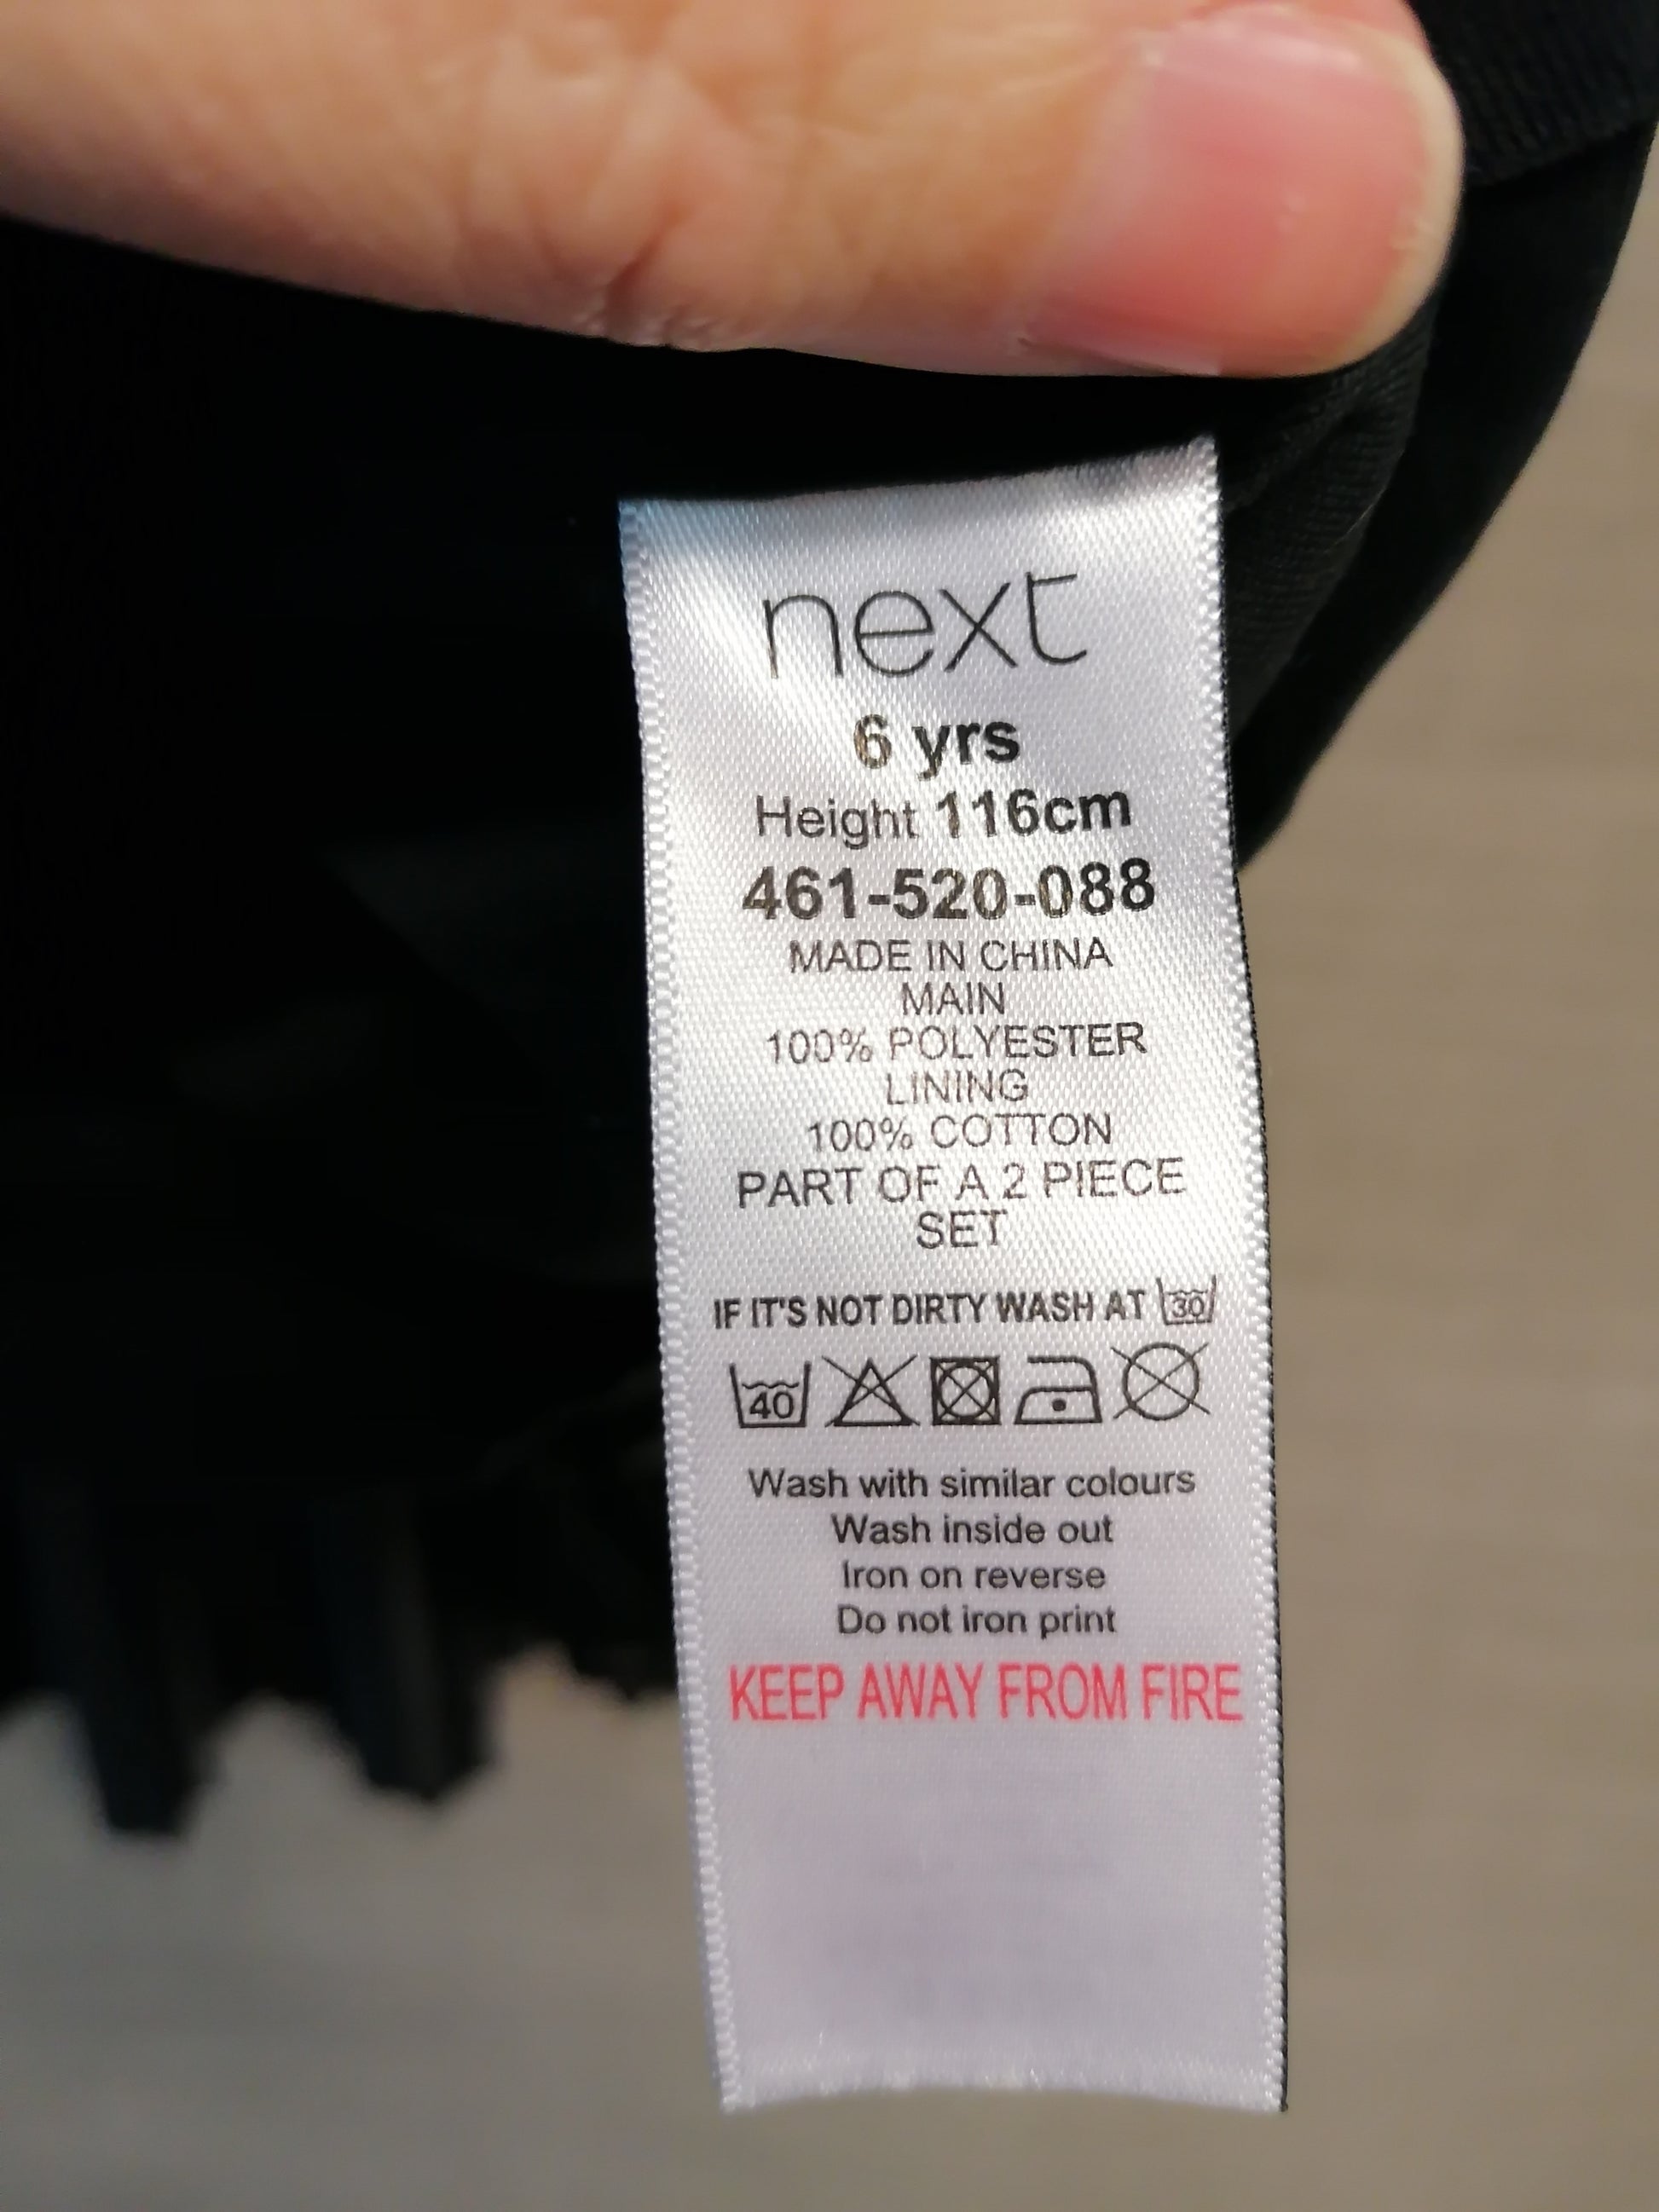 next
6 yrs
Height 116cm
461-520-088
MADE IN CHINA
MAIN
100% POLYESTER
LINING
100% COTTON
PART OF A 2 PIECE
SET
IF IT'S NOT DIRTY WASH AT 30
40
Wash with similar colours
Wash inside out
Iron on reverse
Do not iron print
KEEP AWAY FROM FIRE